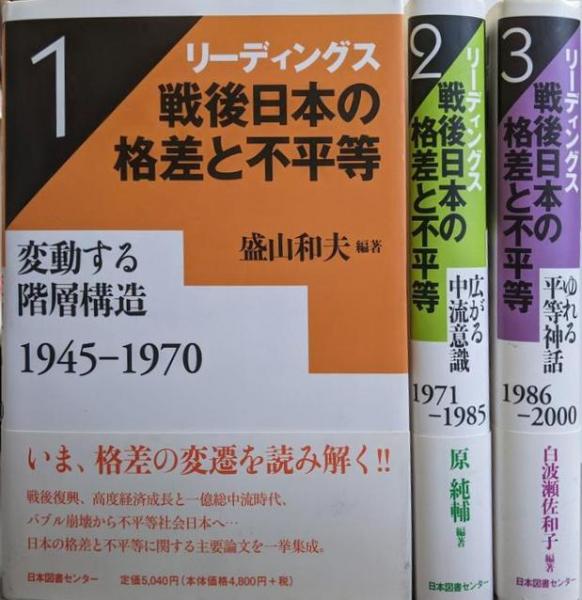 1
リーディングス
戦後日本の
格差と不平等
盛山和夫 編著
変動する
階層構造
1945−1970
いま、格差の変遷を読み解く!!
戦後復興、高度経済成長と一億総中流時代、
バブル崩壊から不平等社会日本へ…
日本の格差と不平等に関する主要論文を一挙集成。
日本図書センター 定価5,040円(本体価格4,800円+税)
2
リーディングス
戦後日本の
格差と不平等
広がる
中流意識
1971
−1985
原 純輔 編著
日本図書センター
3
リーディングス
戦後日本の
格差と不平等
ゆれる
平等神話
1986
−2000
白波瀬佐和子 編著
日本図書センター